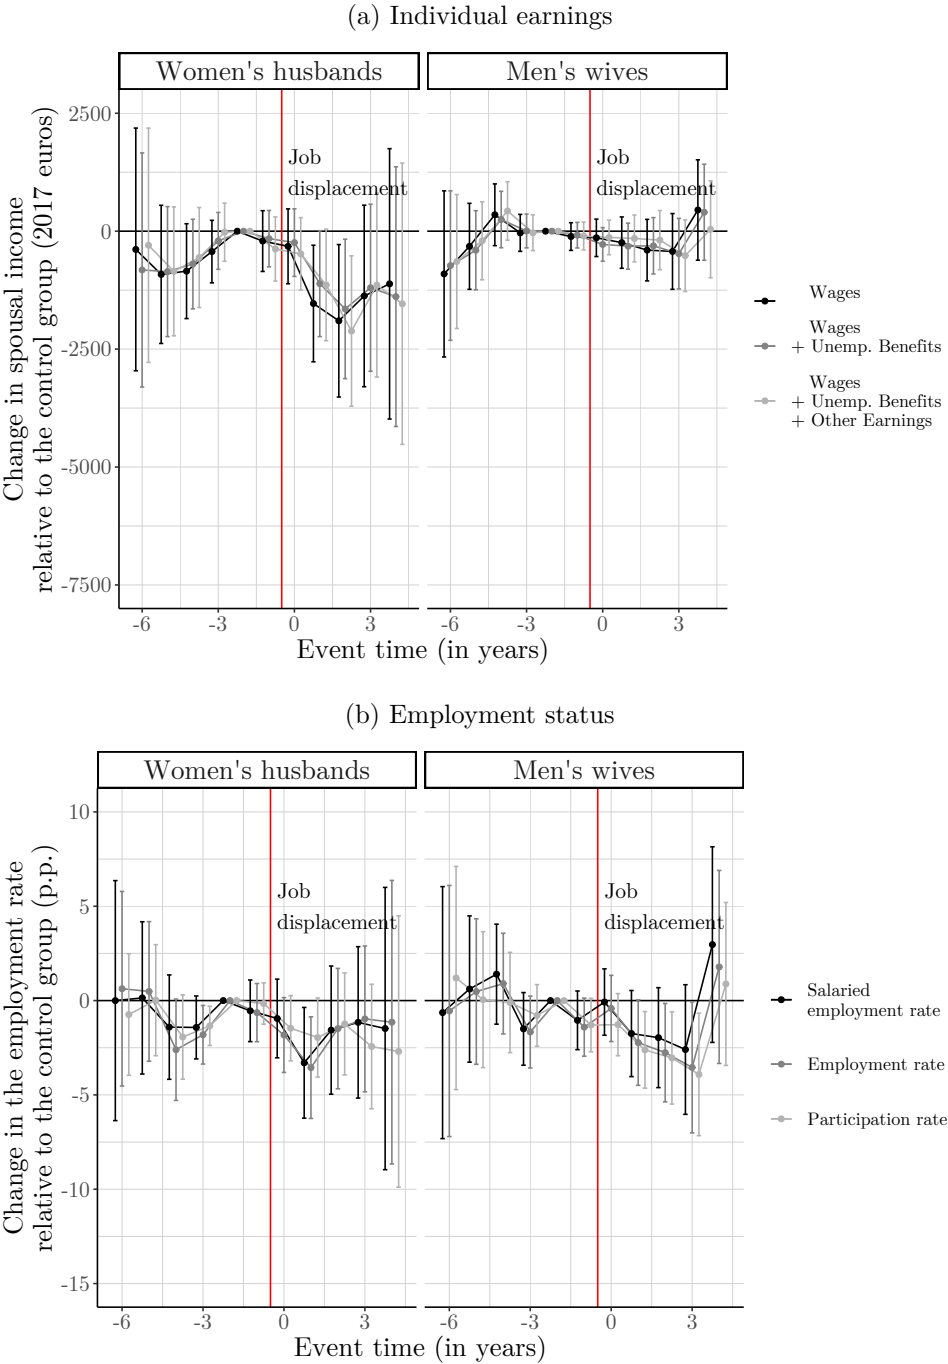 (a) Individual earnings
Women's husbands
Men's wives
Change in spousal income
relative to the control group (2017 euros)
2500
0
-2500
-5000
-7500
Job
displacement
Job
displacement
-6
-3
0
3
-6
-3
0
3
Event time (in years)
Wages
Wages
+ Unemp. Benefits
Wages
+ Unemp. Benefits
+ Other Earnings
(b) Employment status
Women's husbands
Men's wives
Change in the employment rate
relative to the control group (p.p.)
10
5
0
-5
-10
-15
Job
displacement
Job
displacement
-6
-3
0
3
-6
-3
0
3
Event time (in years)
Salaried
employment rate
Employment rate
Participation rate